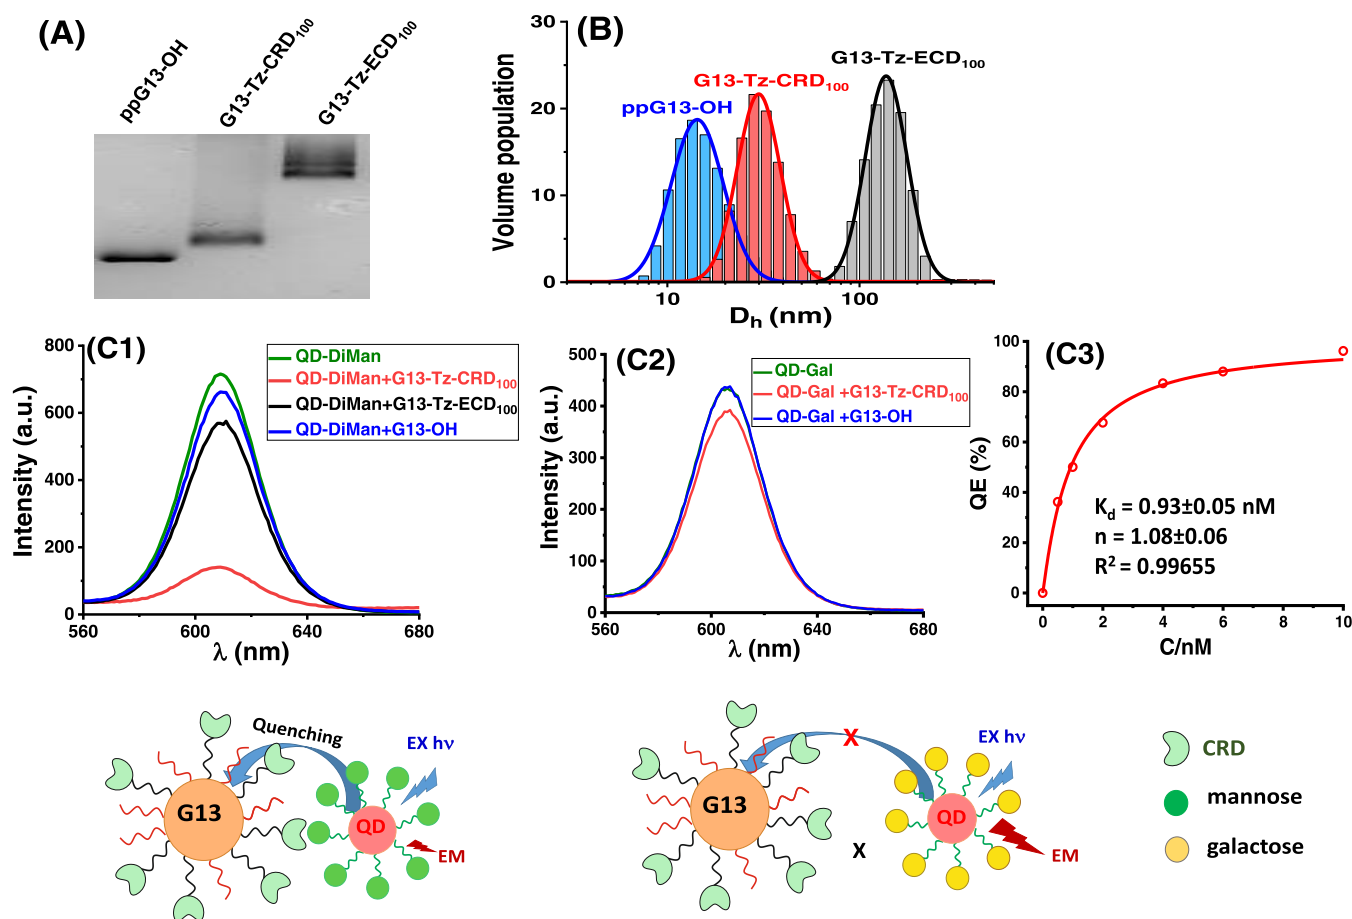 (A)
ppG13-OH
G13-Tz-CRD100
G13-Tz-ECD100
(B)
Volume population
30
20
10
0
ppG13-OH
G13-Tz-CRD100
G13-Tz-ECD100
10
100
Dh (nm)
(C1)
Intensity (a.u.)
800
600
400
200
0
QD-DiMan
QD-DiMan+G13-Tz-CRD100
QD-DiMan+G13-Tz-ECD100
QD-DiMan+G13-OH
560
600
640
680
λ (nm)
(C2)
Intensity (a.u.)
500
400
300
200
100
0
QD-Gal
QD-Gal +G13-Tz-CRD100
QD-Gal +G13-OH
560
600
640
680
λ (nm)
(C3)
QE (%)
100
80
60
40
20
0
Kd = 0.93±0.05 nM
n = 1.08±0.06
R2 = 0.99655
0
2
4
6
8
10
C/nM
Quenching
EX hν
G13
QD
EM
X
EX hν
G13
QD
X
EM
CRD
mannose
galactose